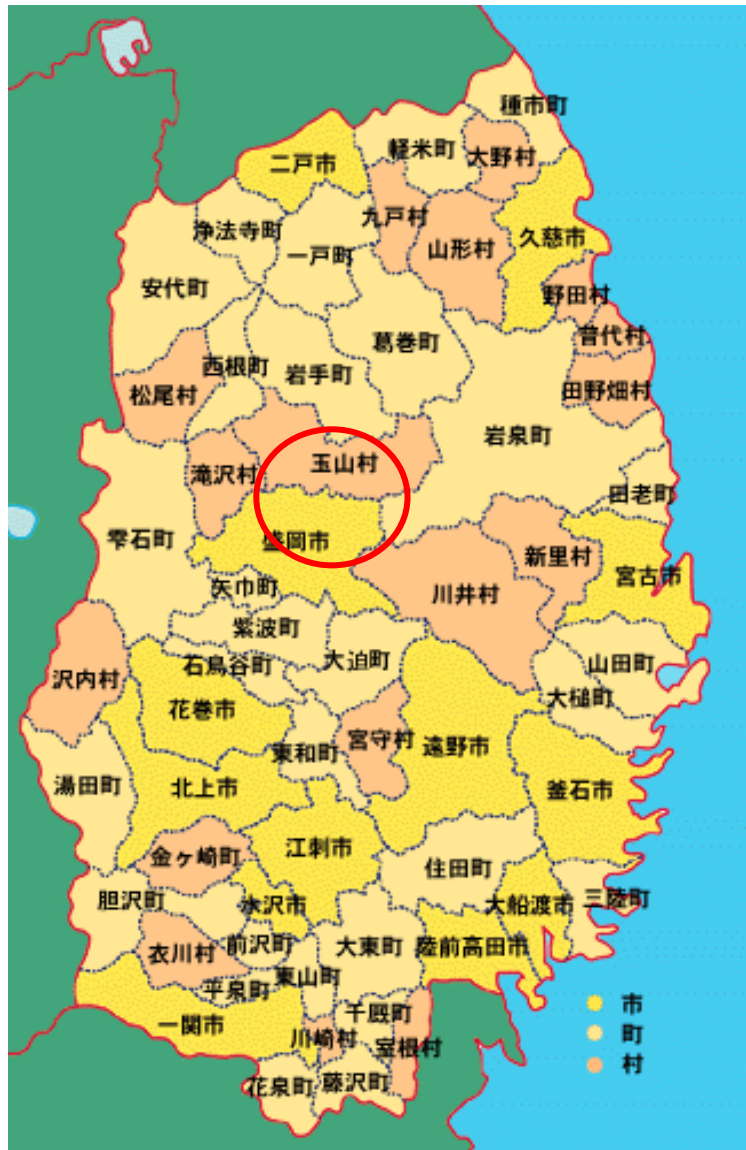 種市町
軽米町
大野村
二戸市
九戸村
浄法寺町
一戸町
山形村
久慈市
安代町
野田村
普代村
葛巻町
西根町
岩手町
松尾村
田野畑村
岩泉町
玉山村
滝沢村
田老町
雫石町
盛岡市
新里村
宮古市
矢巾町
川井村
紫波町
石鳥谷町
大迫町
山田町
沢内村
大槌町
花巻市
宮守村
遠野市
東和町
湯田町
北上市
釜石市
金ヶ崎町
江刺市
住田町
胆沢町
水沢市
大船渡市
三陸町
衣川村
前沢町
大東町
陸前高田市
東山町
平泉町
一関市
千厩町
川崎村
室根村
花泉町
藤沢町
市
町
村